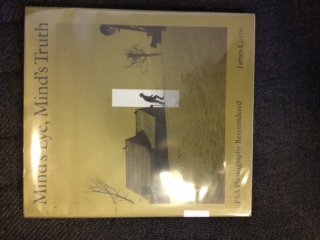 Mind's Eye, Mind's Truth
FSA Photography Reconsidered
James Curtis